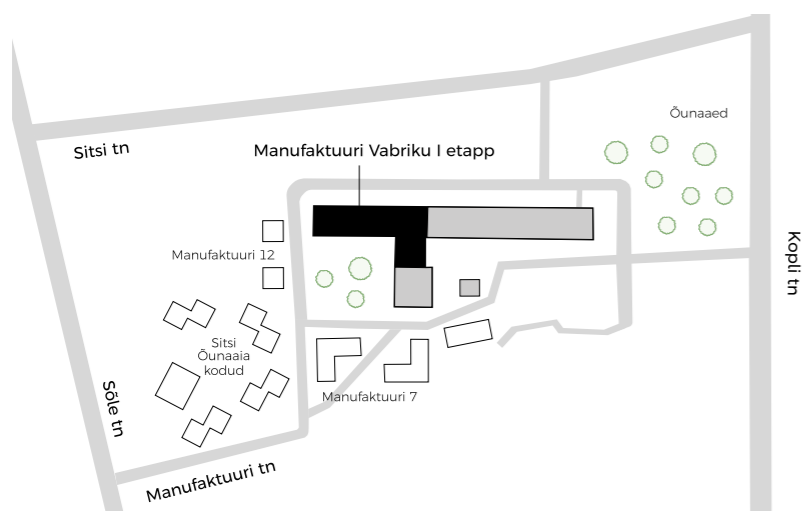 Õunaaed
Sitsi tn
Manufaktuuri Vabriku I etapp
Kopli tn
Manufaktuuri 12
Sitsi
Õunaaia
kodud
Sõle tn
Manufaktuuri 7
Manufaktuuri tn